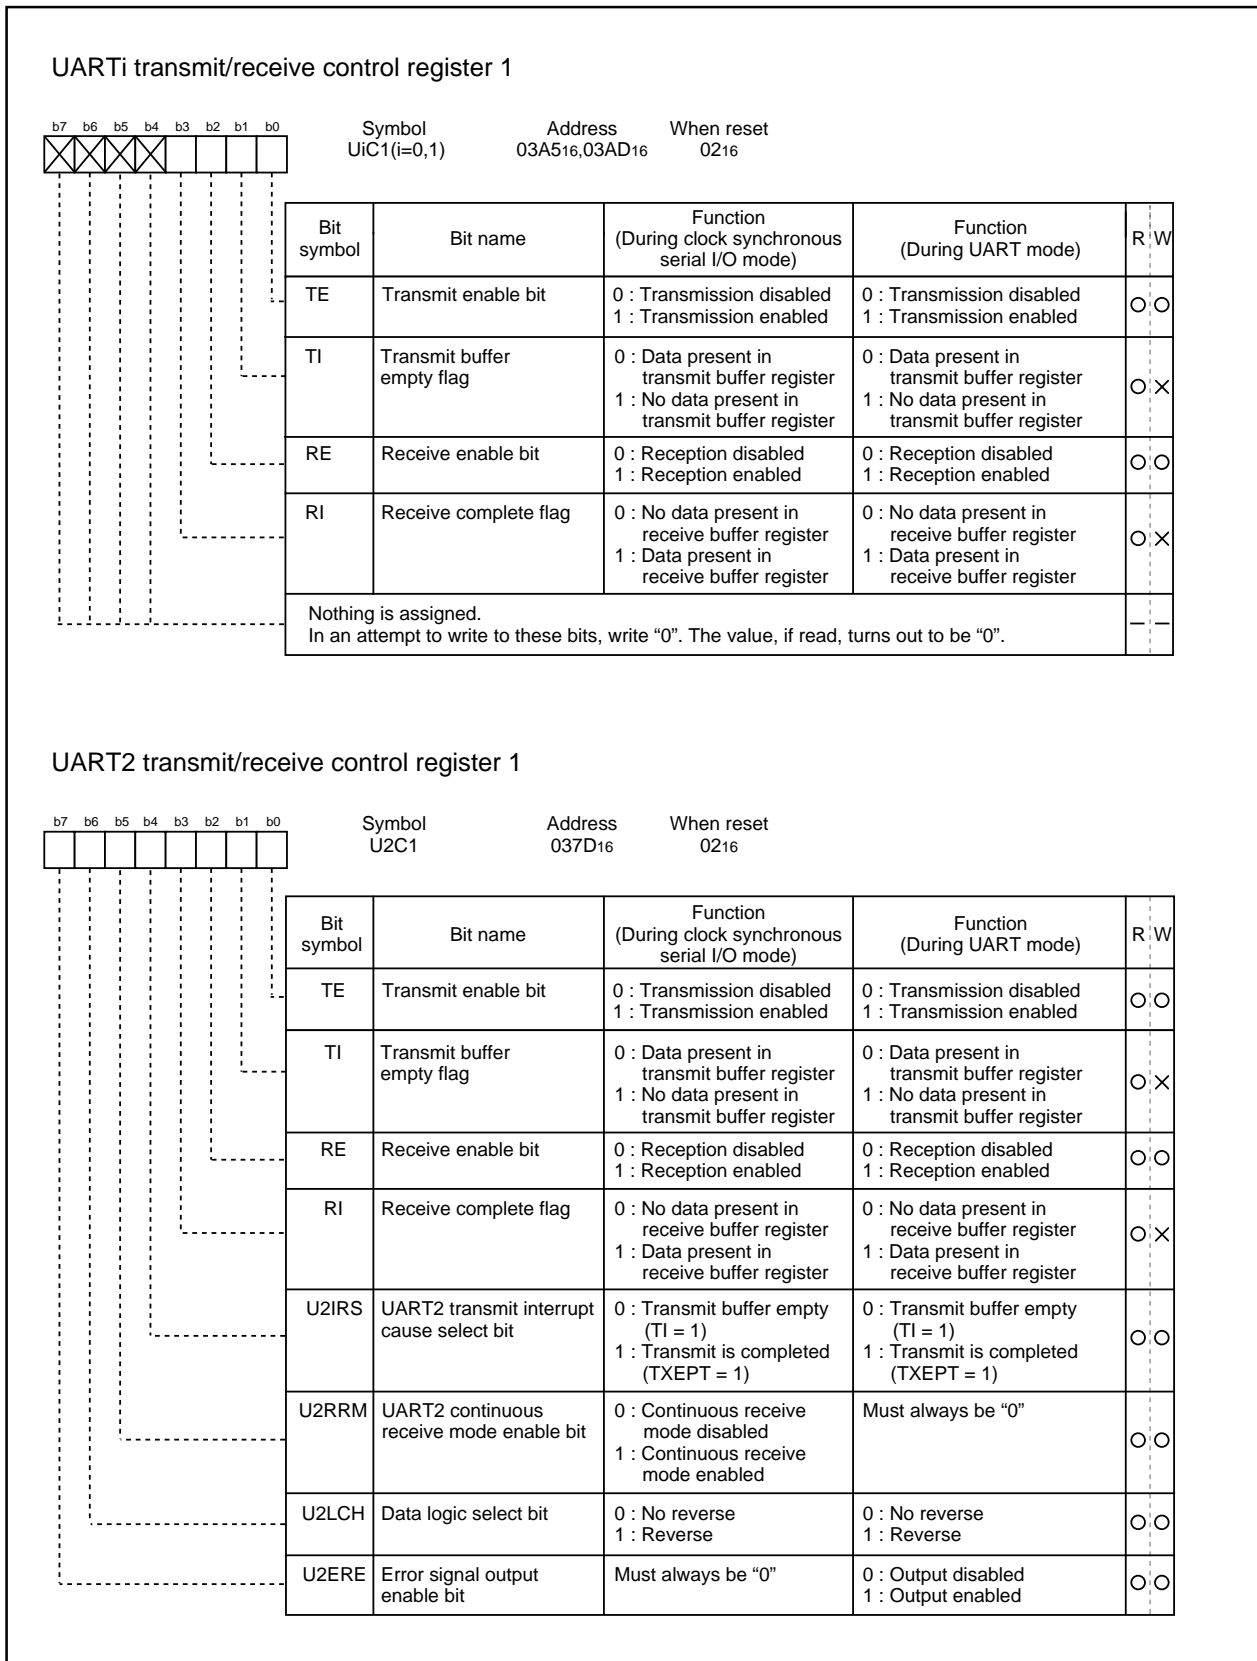 UARTi transmit/receive control register 1
b7 b6 b5 b4 b3 b2 b1 b0
Symbol Address When reset
UiC1(i=0,1) 03A516,03AD16 0216
Bit symbol Bit name Function (During clock synchronous serial I/O mode) Function (During UART mode) R W
TE Transmit enable bit 0 : Transmission disabled 0 : Transmission disabled
1 : Transmission enabled 1 : Transmission enabled
TI Transmit buffer 0 : Data present in 0 : Data present in
empty flag transmit buffer register transmit buffer register
1 : No data present in 1 : No data present in
transmit buffer register transmit buffer register
RE Receive enable bit 0 : Reception disabled 0 : Reception disabled
1 : Reception enabled 1 : Reception enabled
RI Receive complete flag 0 : No data present in 0 : No data present in
receive buffer register receive buffer register
1 : Data present in 1 : Data present in
receive buffer register receive buffer register
Nothing is assigned.
In an attempt to write to these bits, write “0”. The value, if read, turns out to be “0”.
UART2 transmit/receive control register 1
b7 b6 b5 b4 b3 b2 b1 b0
Symbol Address When reset
U2C1 037D16 0216
Bit symbol Bit name Function (During clock synchronous serial I/O mode) Function (During UART mode) R W
TE Transmit enable bit 0 : Transmission disabled 0 : Transmission disabled
1 : Transmission enabled 1 : Transmission enabled
TI Transmit buffer 0 : Data present in 0 : Data present in
empty flag transmit buffer register transmit buffer register
1 : No data present in 1 : No data present in
transmit buffer register transmit buffer register
RE Receive enable bit 0 : Reception disabled 0 : Reception disabled
1 : Reception enabled 1 : Reception enabled
RI Receive complete flag 0 : No data present in 0 : No data present in
receive buffer register receive buffer register
1 : Data present in 1 : Data present in
receive buffer register receive buffer register
U2IRS UART2 transmit interrupt 0 : Transmit buffer empty 0 : Transmit buffer empty
cause select bit (TI = 1) (TI = 1)
1 : Transmit is completed 1 : Transmit is completed
(TXEPT = 1) (TXEPT = 1)
U2RRM UART2 continuous 0 : Continuous receive Must always be “0”
receive mode enable bit mode disabled
1 : Continuous receive
mode enabled
U2LCH Data logic select bit 0 : No reverse 0 : No reverse
1 : Reverse 1 : Reverse
U2ERE Error signal output Must always be “0” 0 : Output disabled
enable bit 1 : Output enabled